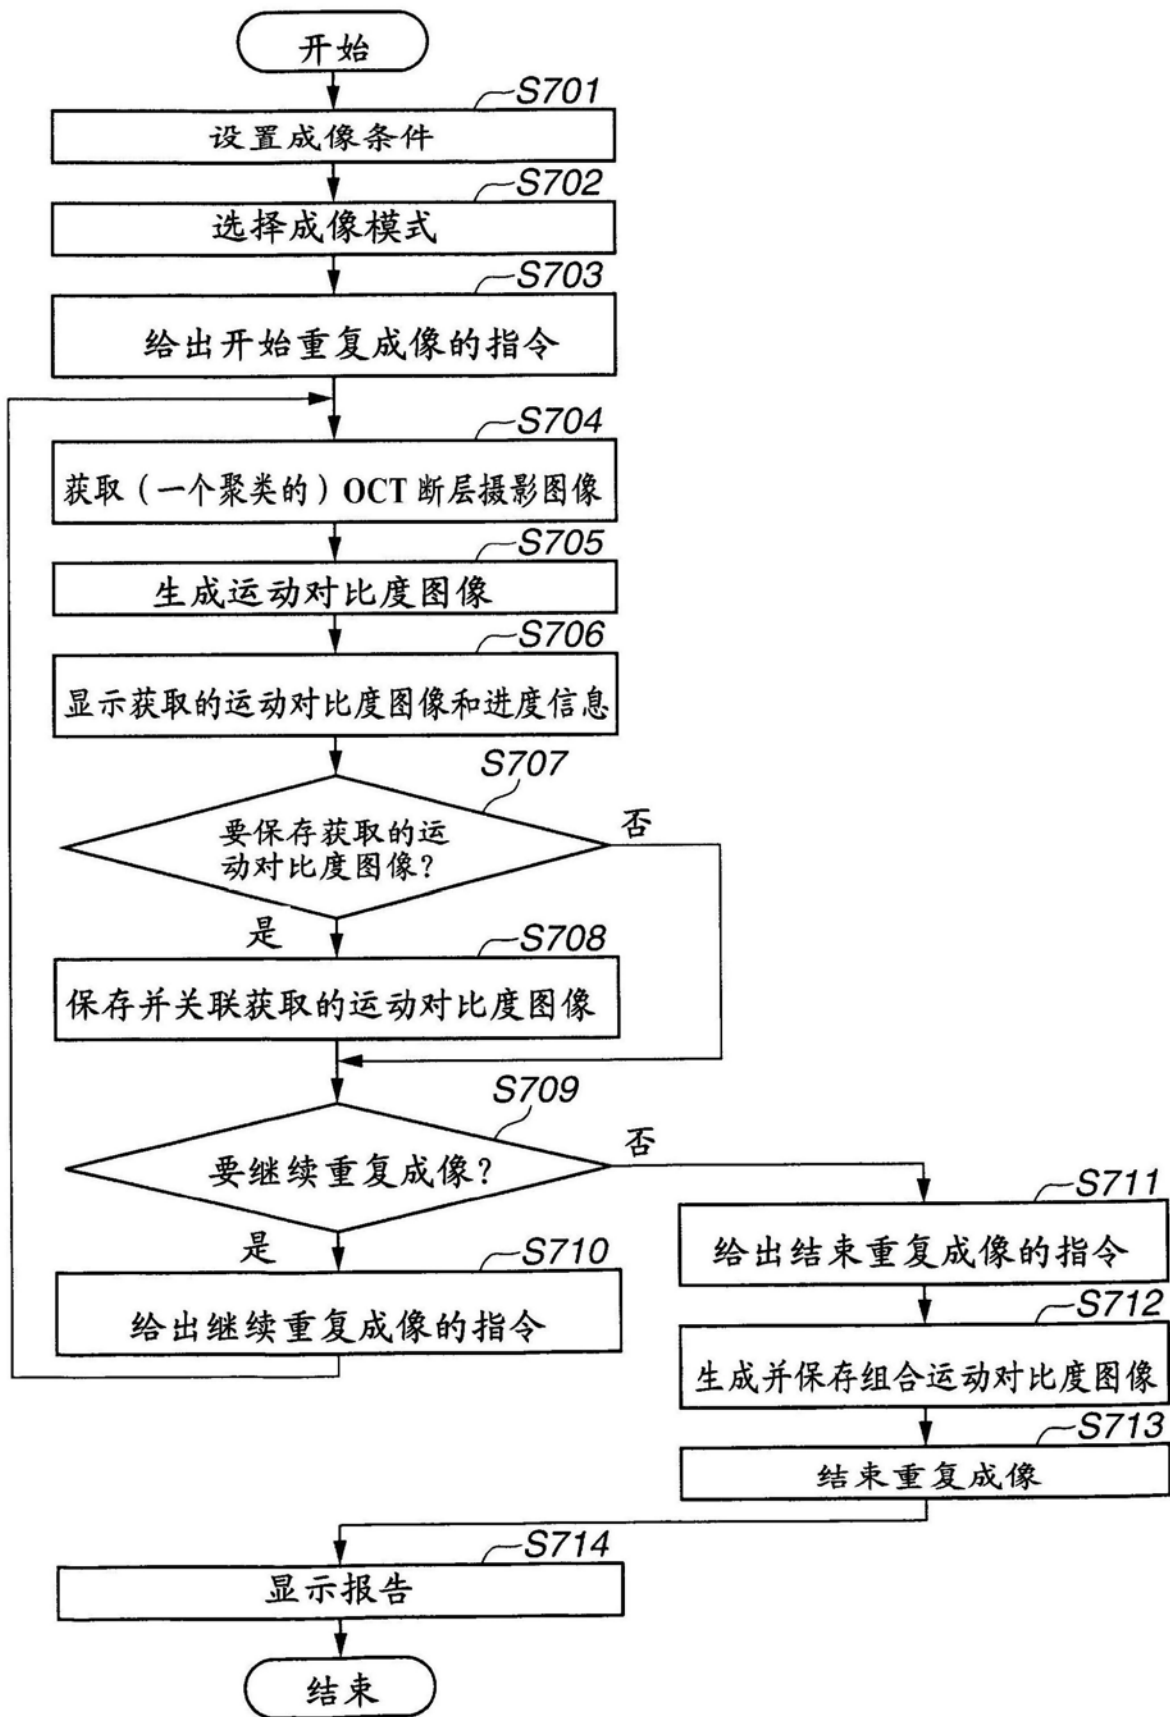 开始
S701
设置成像条件
S702
选择成像模式
S703
给出开始重复成像的指令
S704
获取（一个聚类的）OCT 断层摄影图像
S705
生成运动对比度图像
S706
显示获取的运动对比度图像和进度信息
S707
要保存获取的运
动对比度图像？
否
是
S708
保存并关联获取的运动对比度图像
S709
要继续重复成像？
否
是
S710
给出继续重复成像的指令
S711
给出结束重复成像的指令
S712
生成并保存组合运动对比度图像
S713
结束重复成像
S714
显示报告
结束